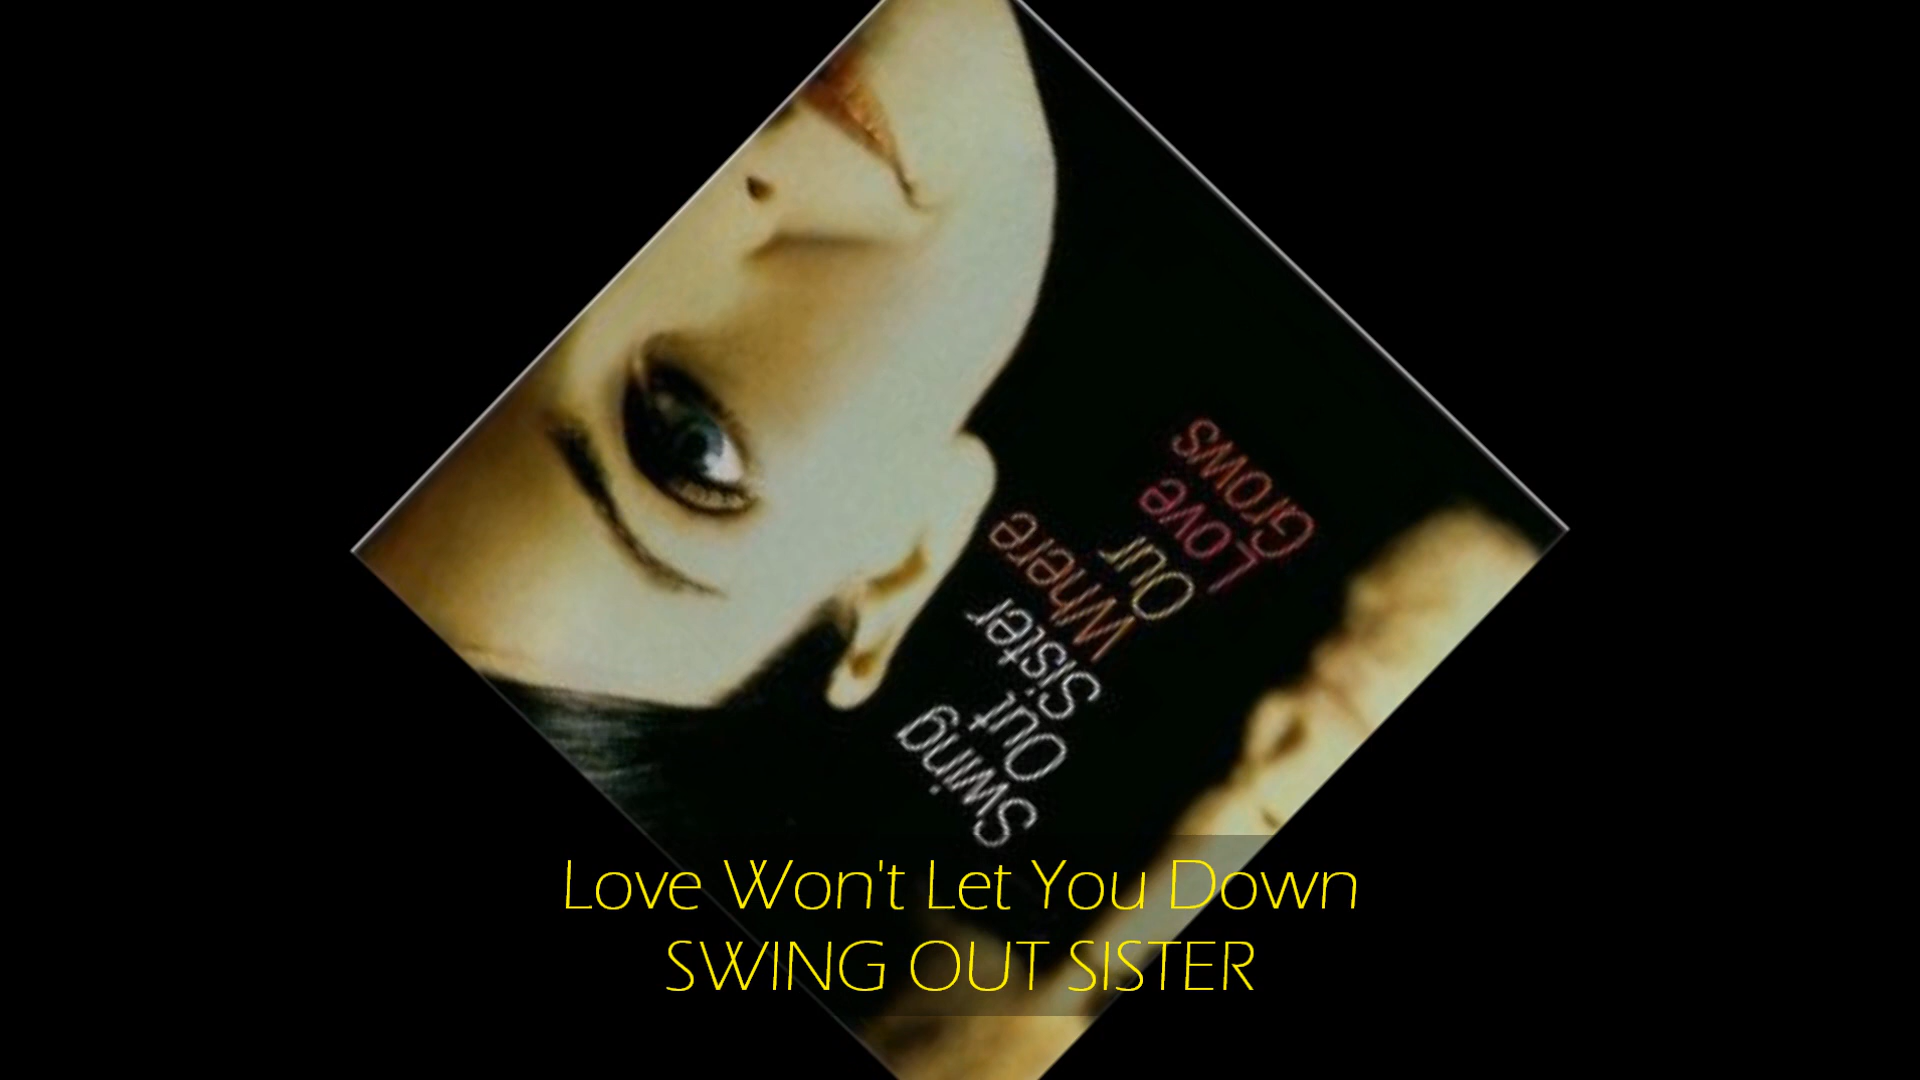 Swing
Out
Sister
Where
Our
Love
Grows
Love Won't Let You Down
SWING OUT SISTER